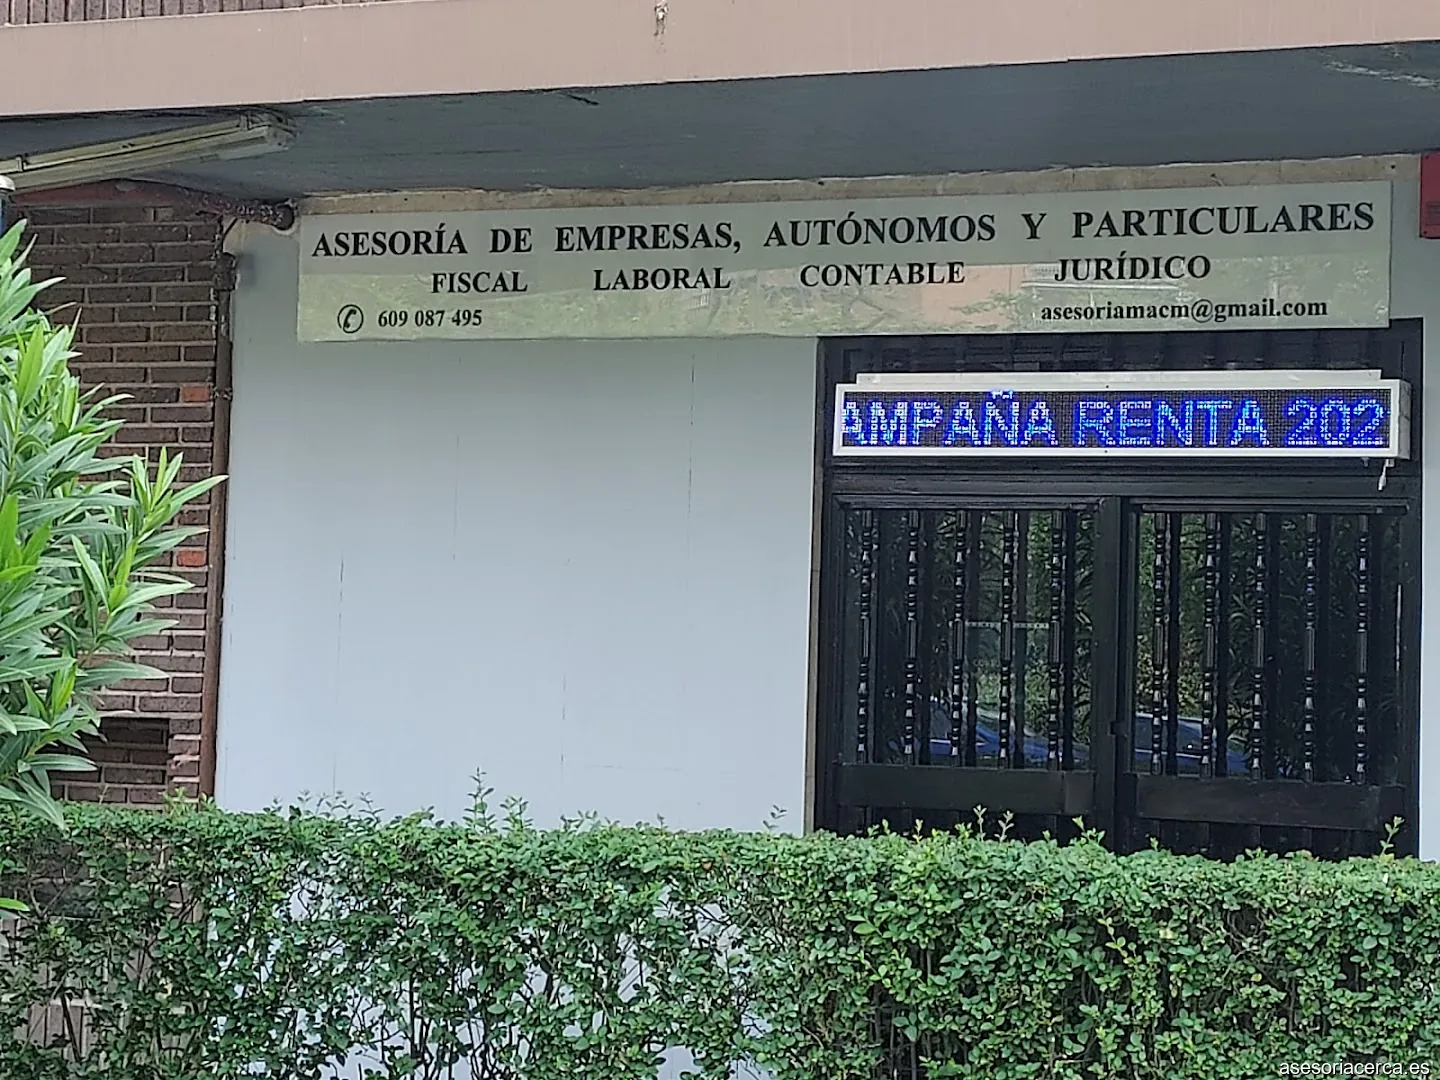 ASESORÍA DE EMPRESAS, AUTÓNOMOS Y PARTICULARES
FISCAL LABORAL CONTABLE JURÍDICO
609 087 495 asesoriamacm@gmail.com
AMPAÑA RENTA 202
asesoriacerca.es